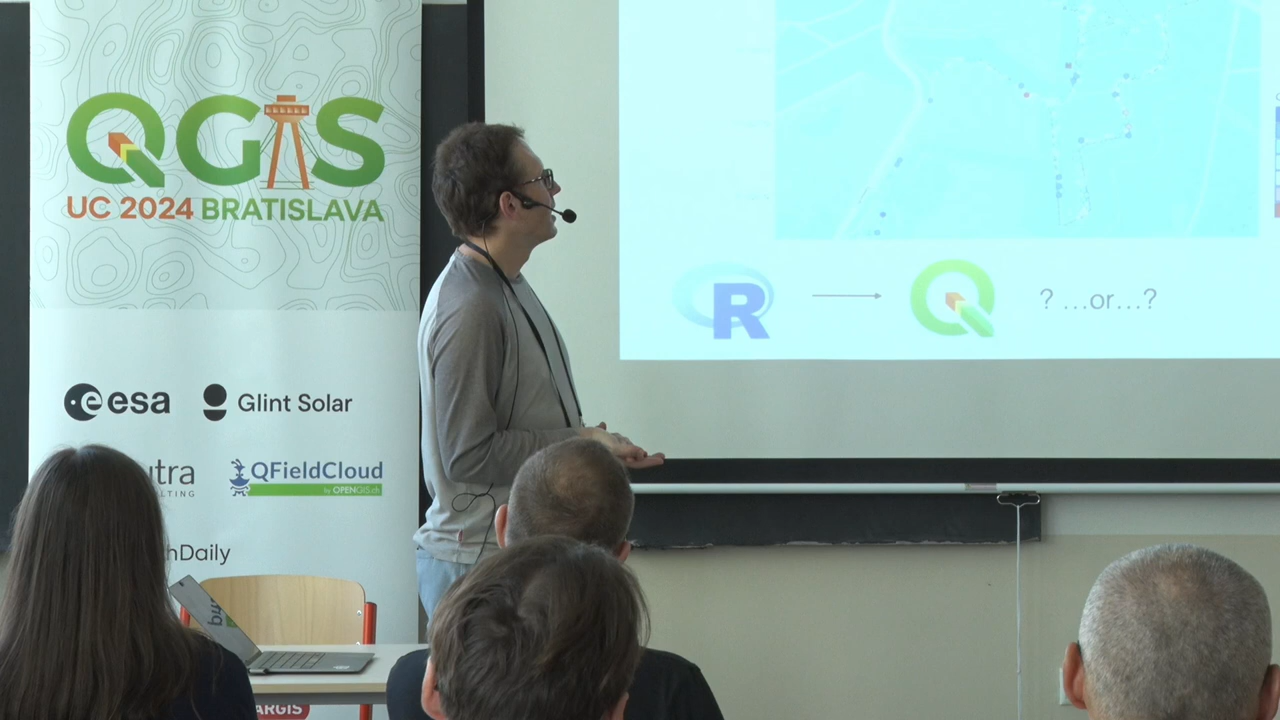 QGIS
UC 2024 BRATISLAVA
esa
Glint Solar
QFieldCloud
by OPENGIS.ch
R
? ...or...?